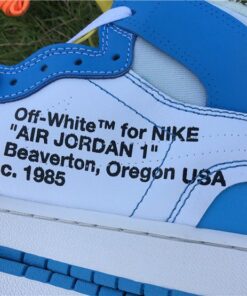 Off-White™ for NIKE
"AIR JORDAN 1"
Beaverton, Oregon USA
c. 1985